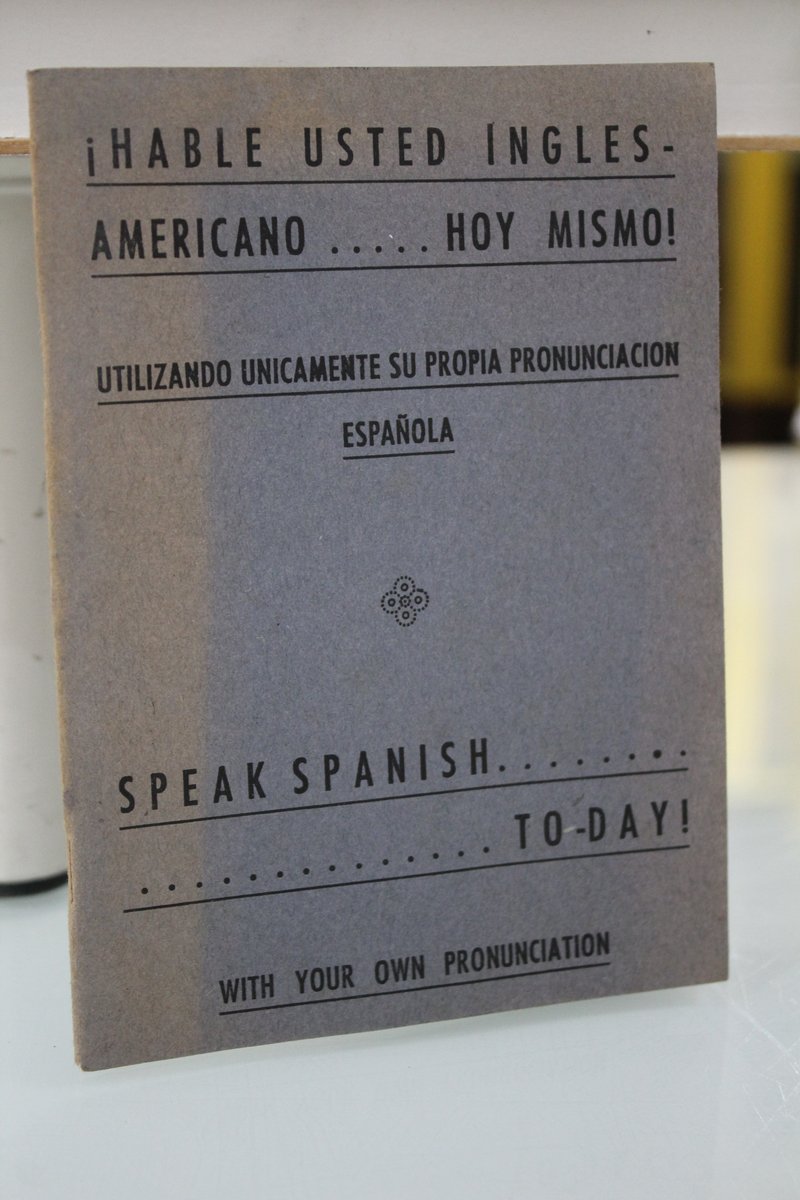 ¡HABLE USTED INGLES-
AMERICANO ..... HOY MISMO!
UTILIZANDO UNICAMENTE SU PROPIA PRONUNCIACION
ESPAÑOLA
SPEAK SPANISH........
.............. TO-DAY!
WITH YOUR OWN PRONUNCIATION